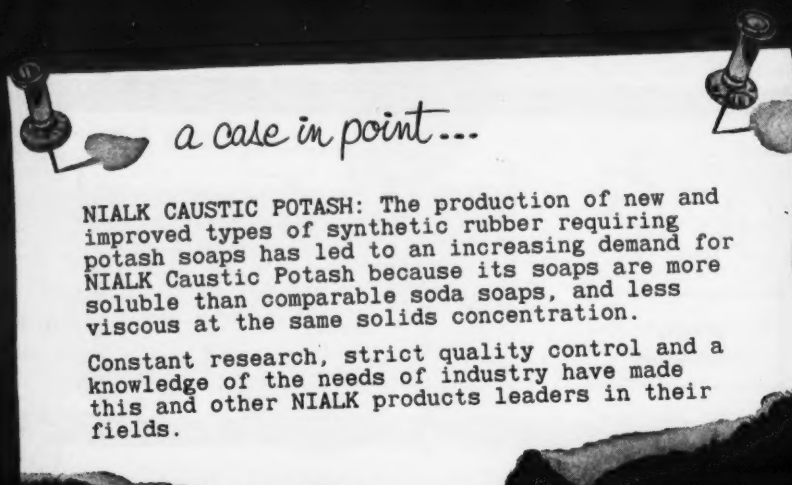 a case in point...
NIALK CAUSTIC POTASH: The production of new and
improved types of synthetic rubber requiring
potash soaps has led to an increasing demand for
NIALK Caustic Potash because its soaps are more
soluble than comparable soda soaps, and less
viscous at the same solids concentration.
Constant research, strict quality control and a
knowledge of the needs of industry have made
this and other NIALK products leaders in their
fields.